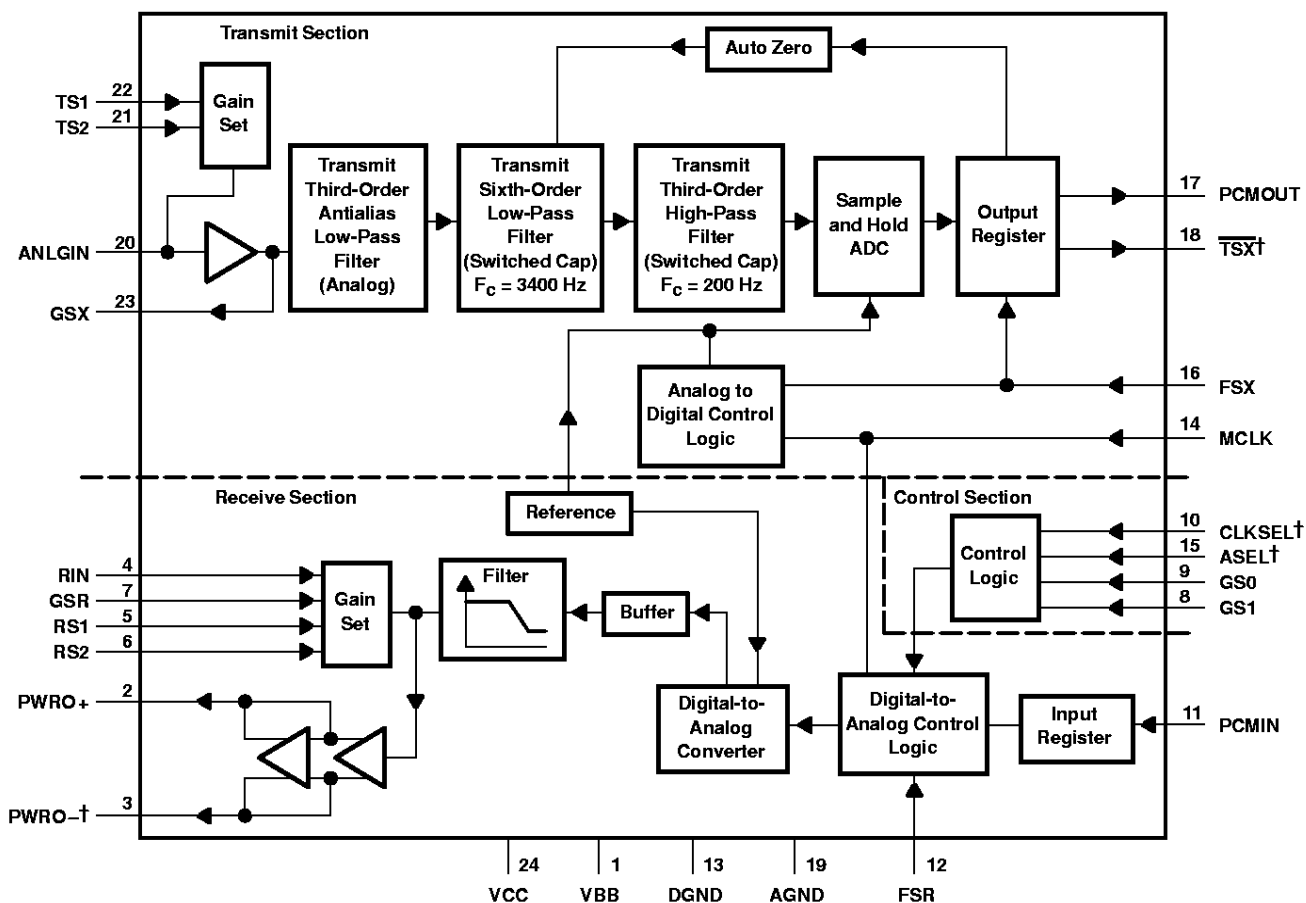 Transmit Section
Auto Zero
TS1
22
TS2
21
Gain
Set
Transmit
Third-Order
Antialias
Low-Pass
Filter
(Analog)
Transmit
Sixth-Order
Low-Pass
Filter
(Switched Cap)
FC = 3400 Hz
Transmit
Third-Order
High-Pass
Filter
(Switched Cap)
FC = 200 Hz
Sample
and Hold
ADC
Output
Register
17
PCMOUT
18
TSX†
ANLGIN
20
GSX
23
Analog to
Digital Control
Logic
16
FSX
14
MCLK
Receive Section
Reference
Control Section
Control
Logic
10
CLKSEL†
15
ASEL†
9
GS0
8
GS1
RIN
4
GSR
7
RS1
5
RS2
6
Gain
Set
Filter
Buffer
PWRO+
2
PWRO–†
3
Digital-to-
Analog
Converter
Digital-to-
Analog Control
Logic
Input
Register
11
PCMIN
24
VCC
1
VBB
13
DGND
19
AGND
12
FSR